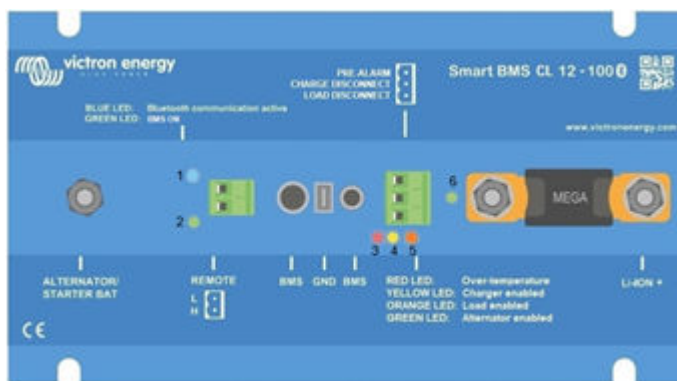 victron energy
BLUE POWER
PRE-ALARM
CHARGE DISCONNECT
LOAD DISCONNECT
Smart BMS CL 12 - 100
BLUE LED: Bluetooth communication active
GREEN LED: BMS ON
www.victronenergy.com
1
2
3 4 5
6
MEGA
ALTERNATOR/
STARTER BAT
REMOTE
L
H
BMS GND BMS
RED LED: Over-temperature
YELLOW LED: Charger enabled
ORANGE LED: Load enabled
GREEN LED: Alternator enabled
Li-ION +
CE